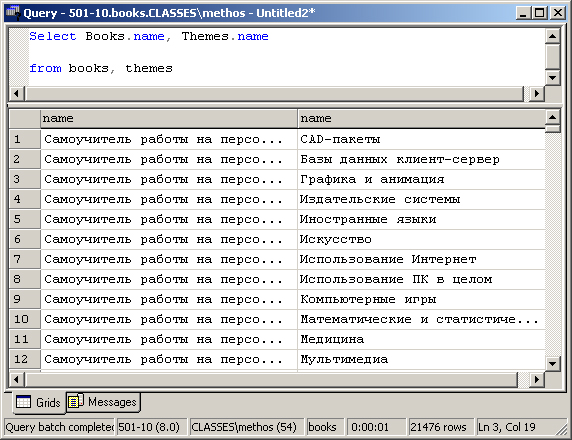 Query - 501-10.books.CLASSES\methos - Untitled2*
Select Books.name, Themes.name
from books, themes
name name
1 Самоучитель работы на персо... CAD-пакеты
2 Самоучитель работы на персо... Базы данных клиент-сервер
3 Самоучитель работы на персо... Графика и анимация
4 Самоучитель работы на персо... Издательские системы
5 Самоучитель работы на персо... Иностранные языки
6 Самоучитель работы на персо... Искусство
7 Самоучитель работы на персо... Использование Интернет
8 Самоучитель работы на персо... Использование ПК в целом
9 Самоучитель работы на персо... Компьютерные игры
10 Самоучитель работы на персо... Математические и статистиче...
11 Самоучитель работы на персо... Медицина
12 Самоучитель работы на персо... Мультимедиа
Grids Messages
Query batch completed 501-10 (8.0) CLASSES\methos (54) books 0:00:01 21476 rows Ln 3, Col 19